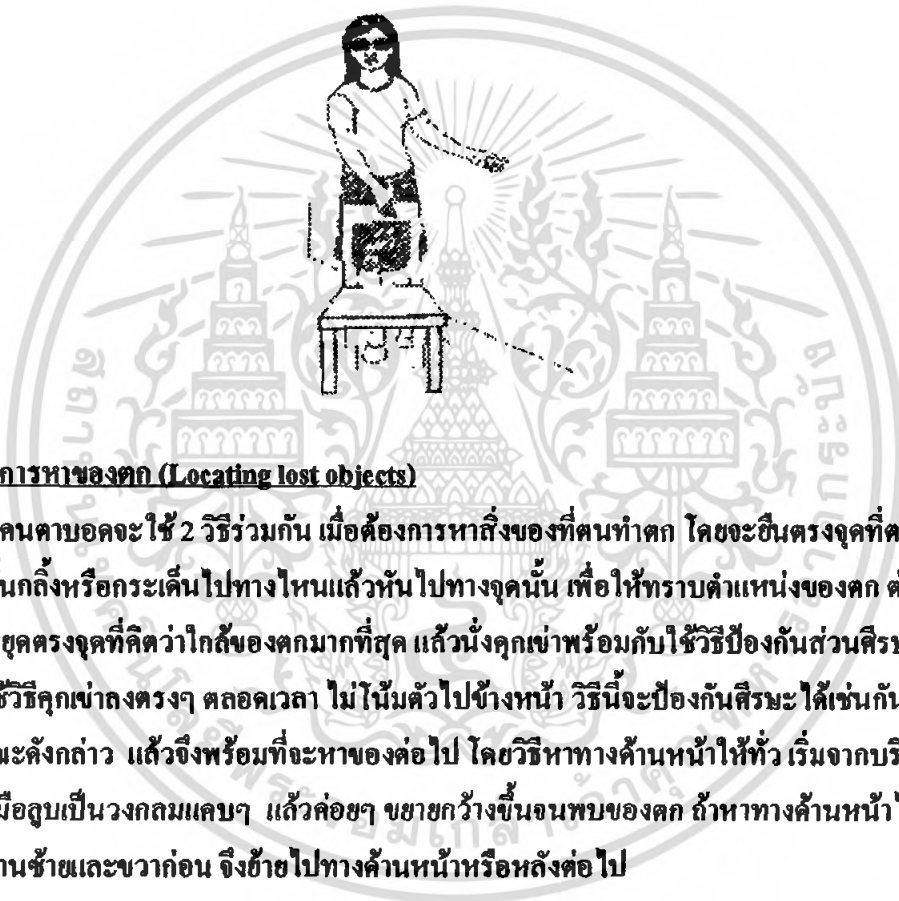 การหาของตก (Locating lost objects)
คนตาบอดจะใช้ 2 วิธีร่วมกัน เมื่อต้องการหาสิ่งของที่ตนทำตก โดยจะยืนตรงจุดที่ต
นกลิ้งหรือกระเด็นไปทางไหนแล้วหันไปทางจุดนั้น เพื่อให้ทราบตำแหน่งของตก ต่
ยุดตรงจุดที่คิดว่าใกล้ของตกมากที่สุด แล้วนั่งคุกเข่าพร้อมกับใช้วิธีป้องกันส่วนศีรษ
ช้วิธีคุกเข่าลงตรงๆ ตลอดเวลา ไม่โน้มตัวไปข้างหน้า วิธีนี้จะป้องกันศีรษะได้เช่นกัน
ณะดังกล่าว แล้วจึงพร้อมที่จะหาของต่อไป โดยวิธีหาทางด้านหน้าให้ทั่ว เริ่มจากบริ
มือลูบเป็นวงกลมแคบๆ แล้วค่อยๆ ขยายกว้างขึ้นจนพบของตก ถ้าหาทางด้านหน้าไ
านซ้ายและขวาก่อน จึงย้ายไปทางด้านหน้าหรือหลังต่อไป